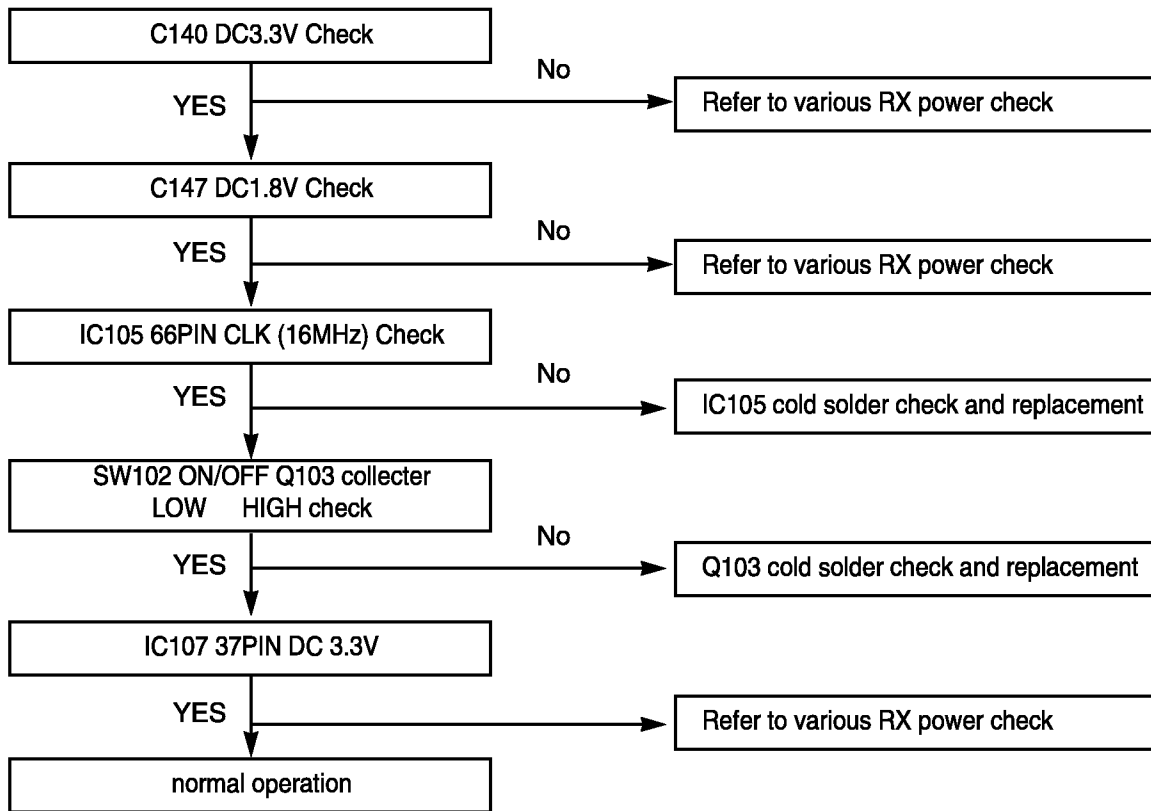 C140 DC3.3V Check
No
YES
Refer to various RX power check
C147 DC1.8V Check
No
YES
Refer to various RX power check
IC105 66PIN CLK (16MHz) Check
No
YES
IC105 cold solder check and replacement
SW102 ON/OFF Q103 collecter
LOW HIGH check
No
YES
Q103 cold solder check and replacement
IC107 37PIN DC 3.3V
YES
Refer to various RX power check
normal operation